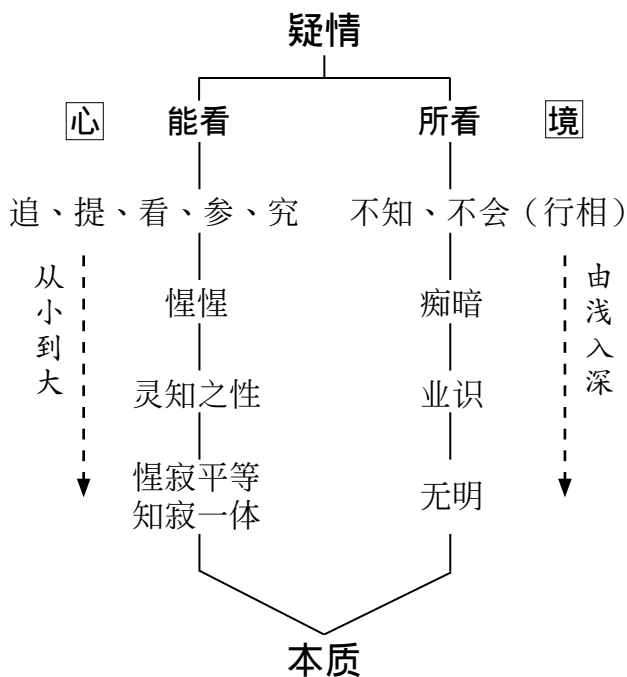 疑情
心 能看 所看 境
追、提、看、参、究 不知、不会（行相）
从小到大
惺惺 痴暗
由浅入深
灵知之性 业识
惺寂平等
知寂一体
无明
本质